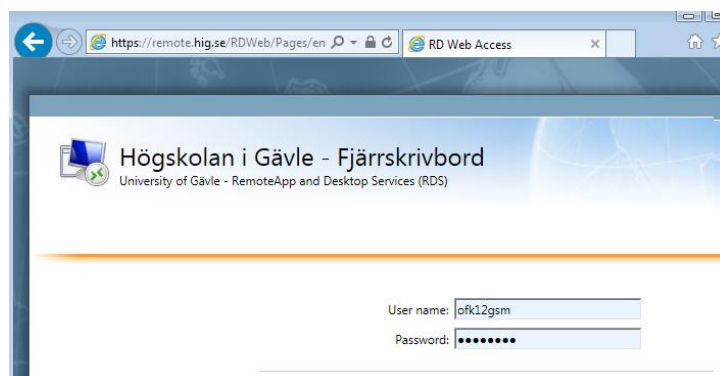 https://remote.hig.se/RDWeb/Pages/en
RD Web Access
Högskolan i Gävle - Fjärrskrivbord
University of Gävle - RemoteApp and Desktop Services (RDS)
User name: ofk12gsm
Password: ••••••••